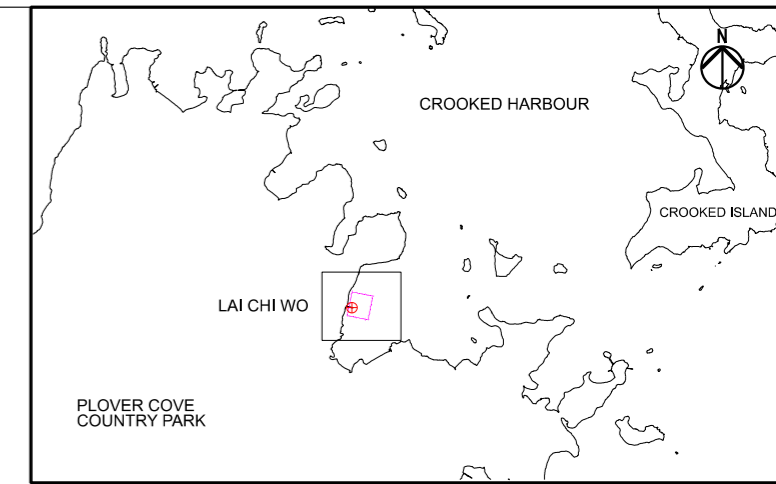 N
CROOKED HARBOUR
CROOKED ISLAND
LAI CHI WO
PLOVER COVE
COUNTRY PARK